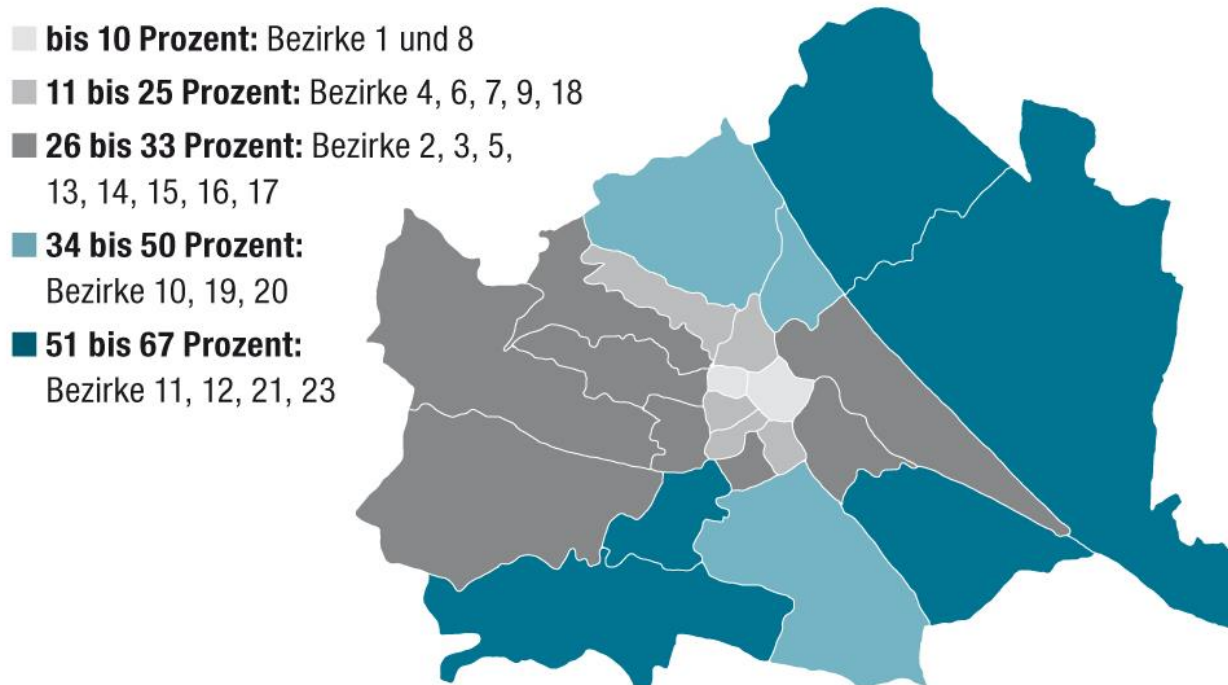 bis 10 Prozent: Bezirke 1 und 8
11 bis 25 Prozent: Bezirke 4, 6, 7, 9, 18
26 bis 33 Prozent: Bezirke 2, 3, 5,
13, 14, 15, 16, 17
34 bis 50 Prozent:
Bezirke 10, 19, 20
51 bis 67 Prozent:
Bezirke 11, 12, 21, 23